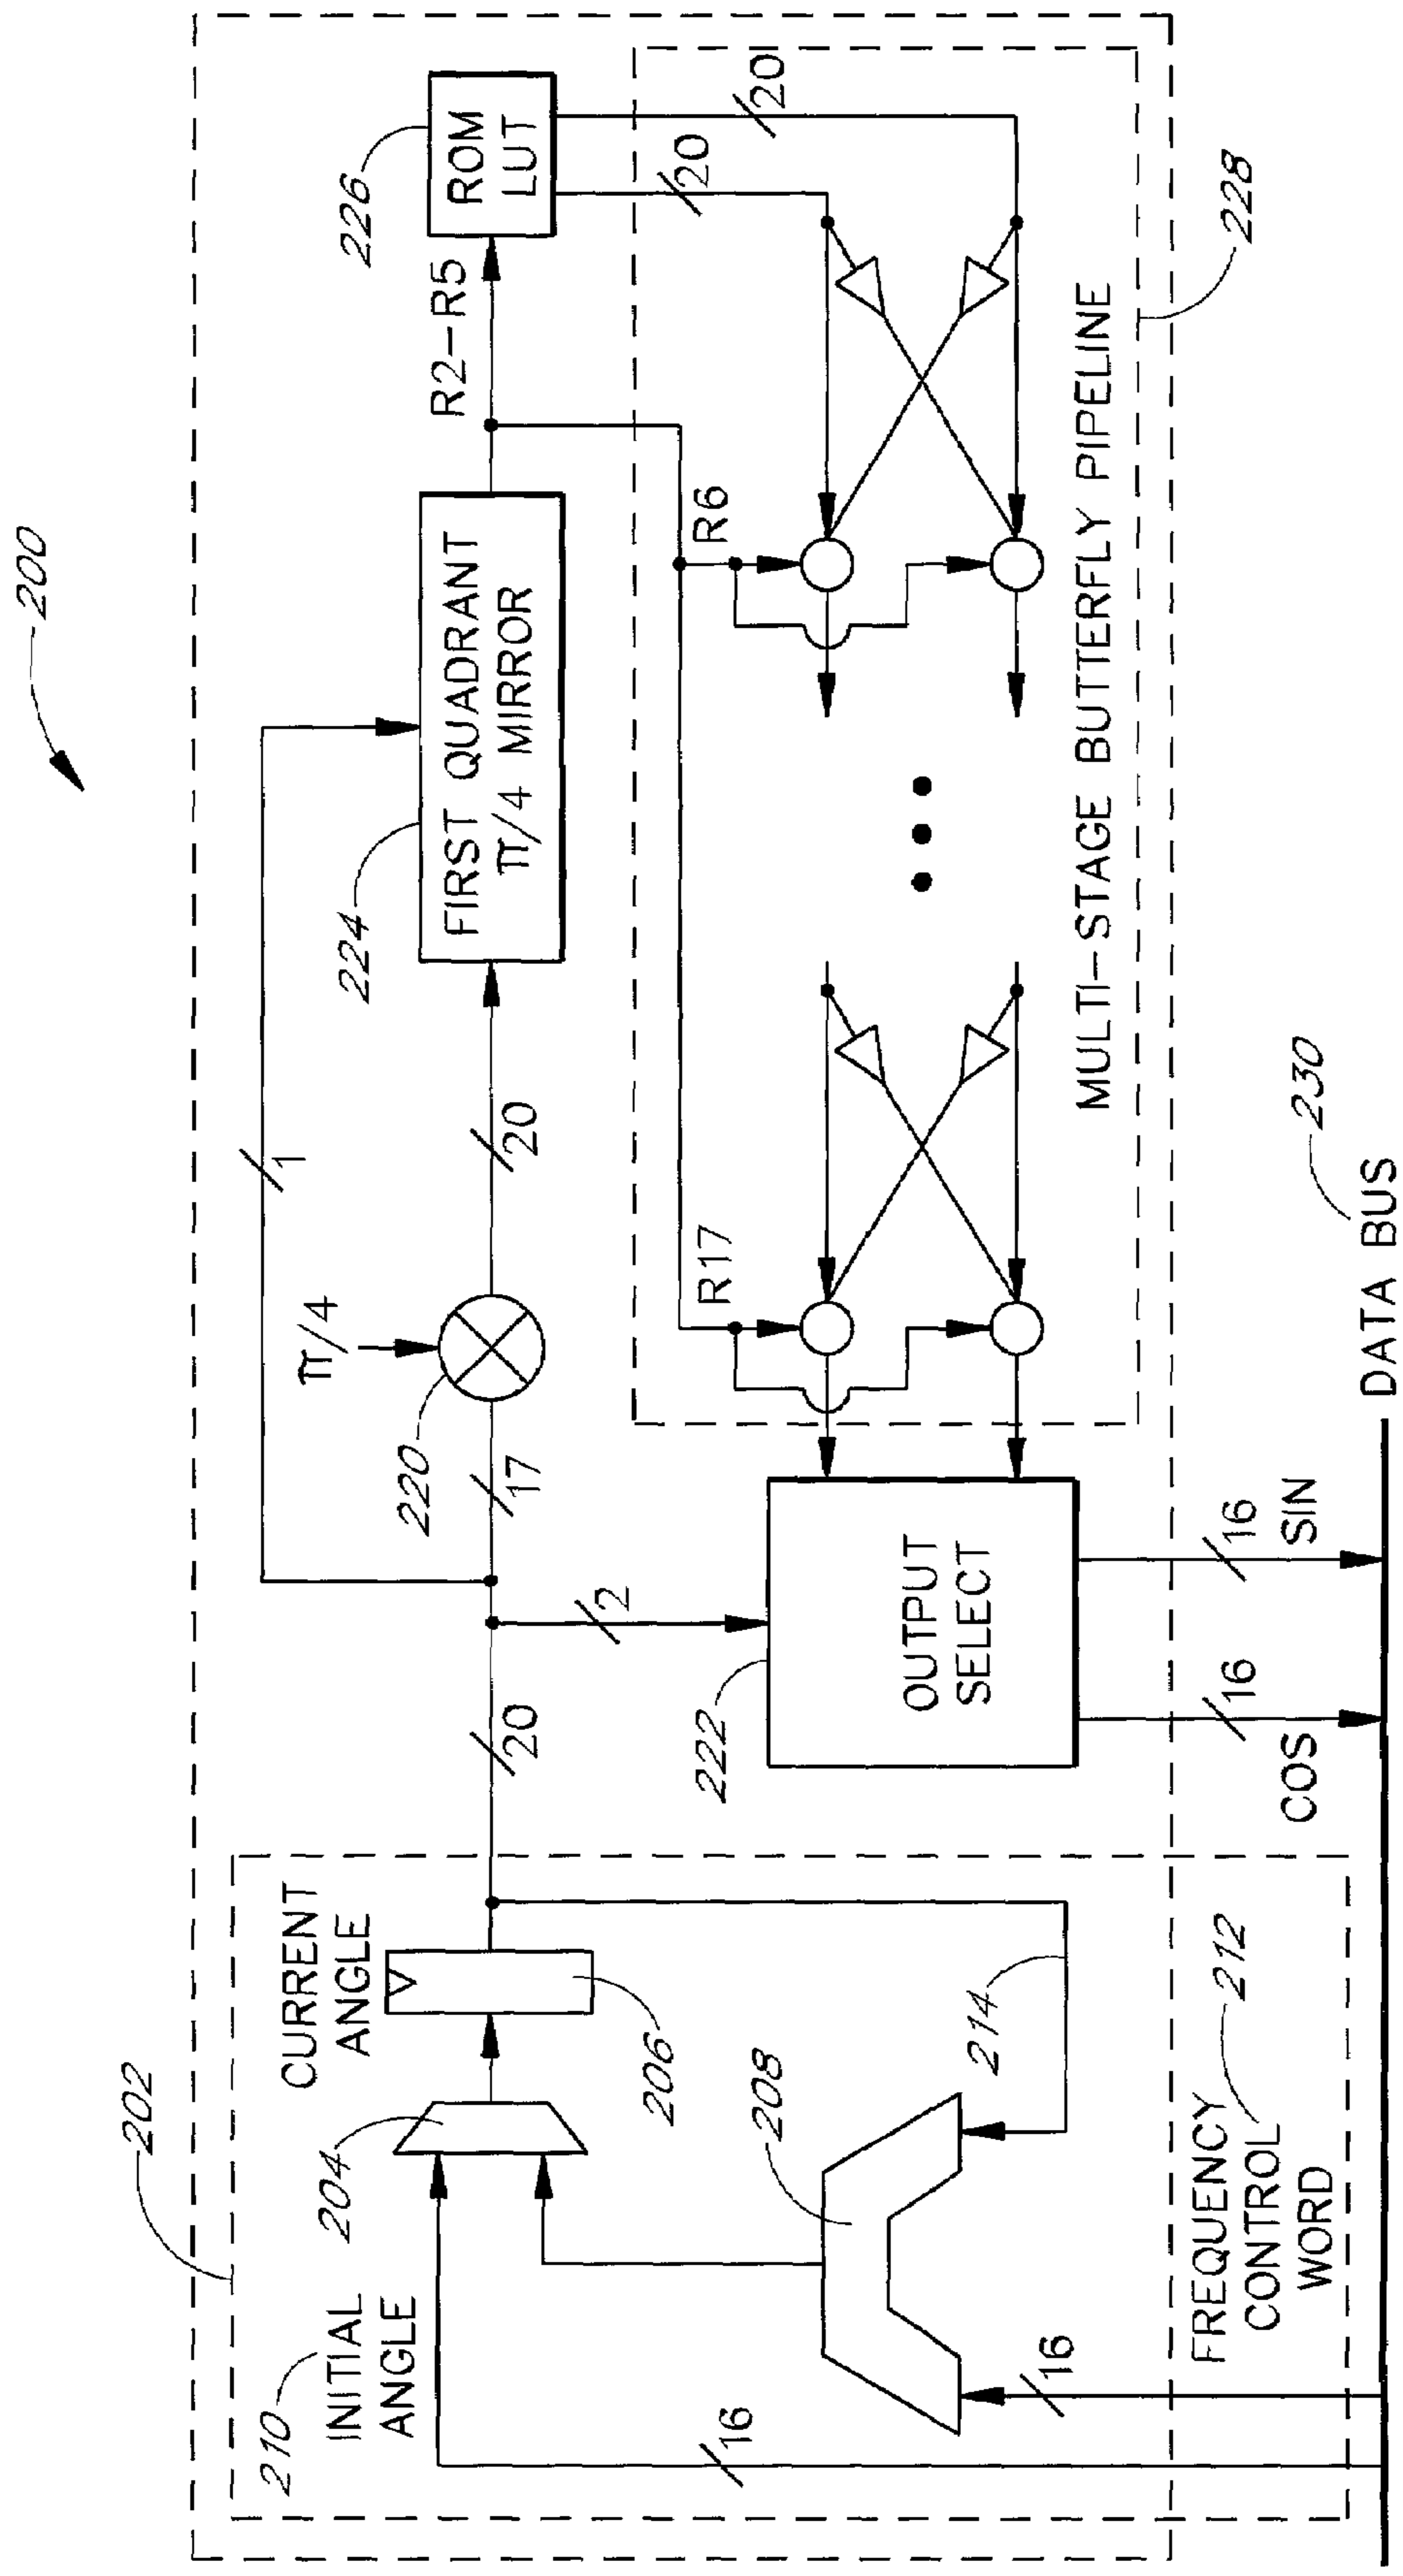 200
202
210
INITIAL
ANGLE
204
CURRENT
ANGLE
206
208
214
16
16
FREQUENCY
CONTROL
WORD
212
20
2
1
17
220
π/4
20
224
FIRST QUADRANT
π/4 MIRROR
R2–R5
226
ROM
LUT
20
20
R6
R17
MULTI–STAGE BUTTERFLY PIPELINE
228
222
OUTPUT
SELECT
16
COS
16
SIN
DATA BUS
230